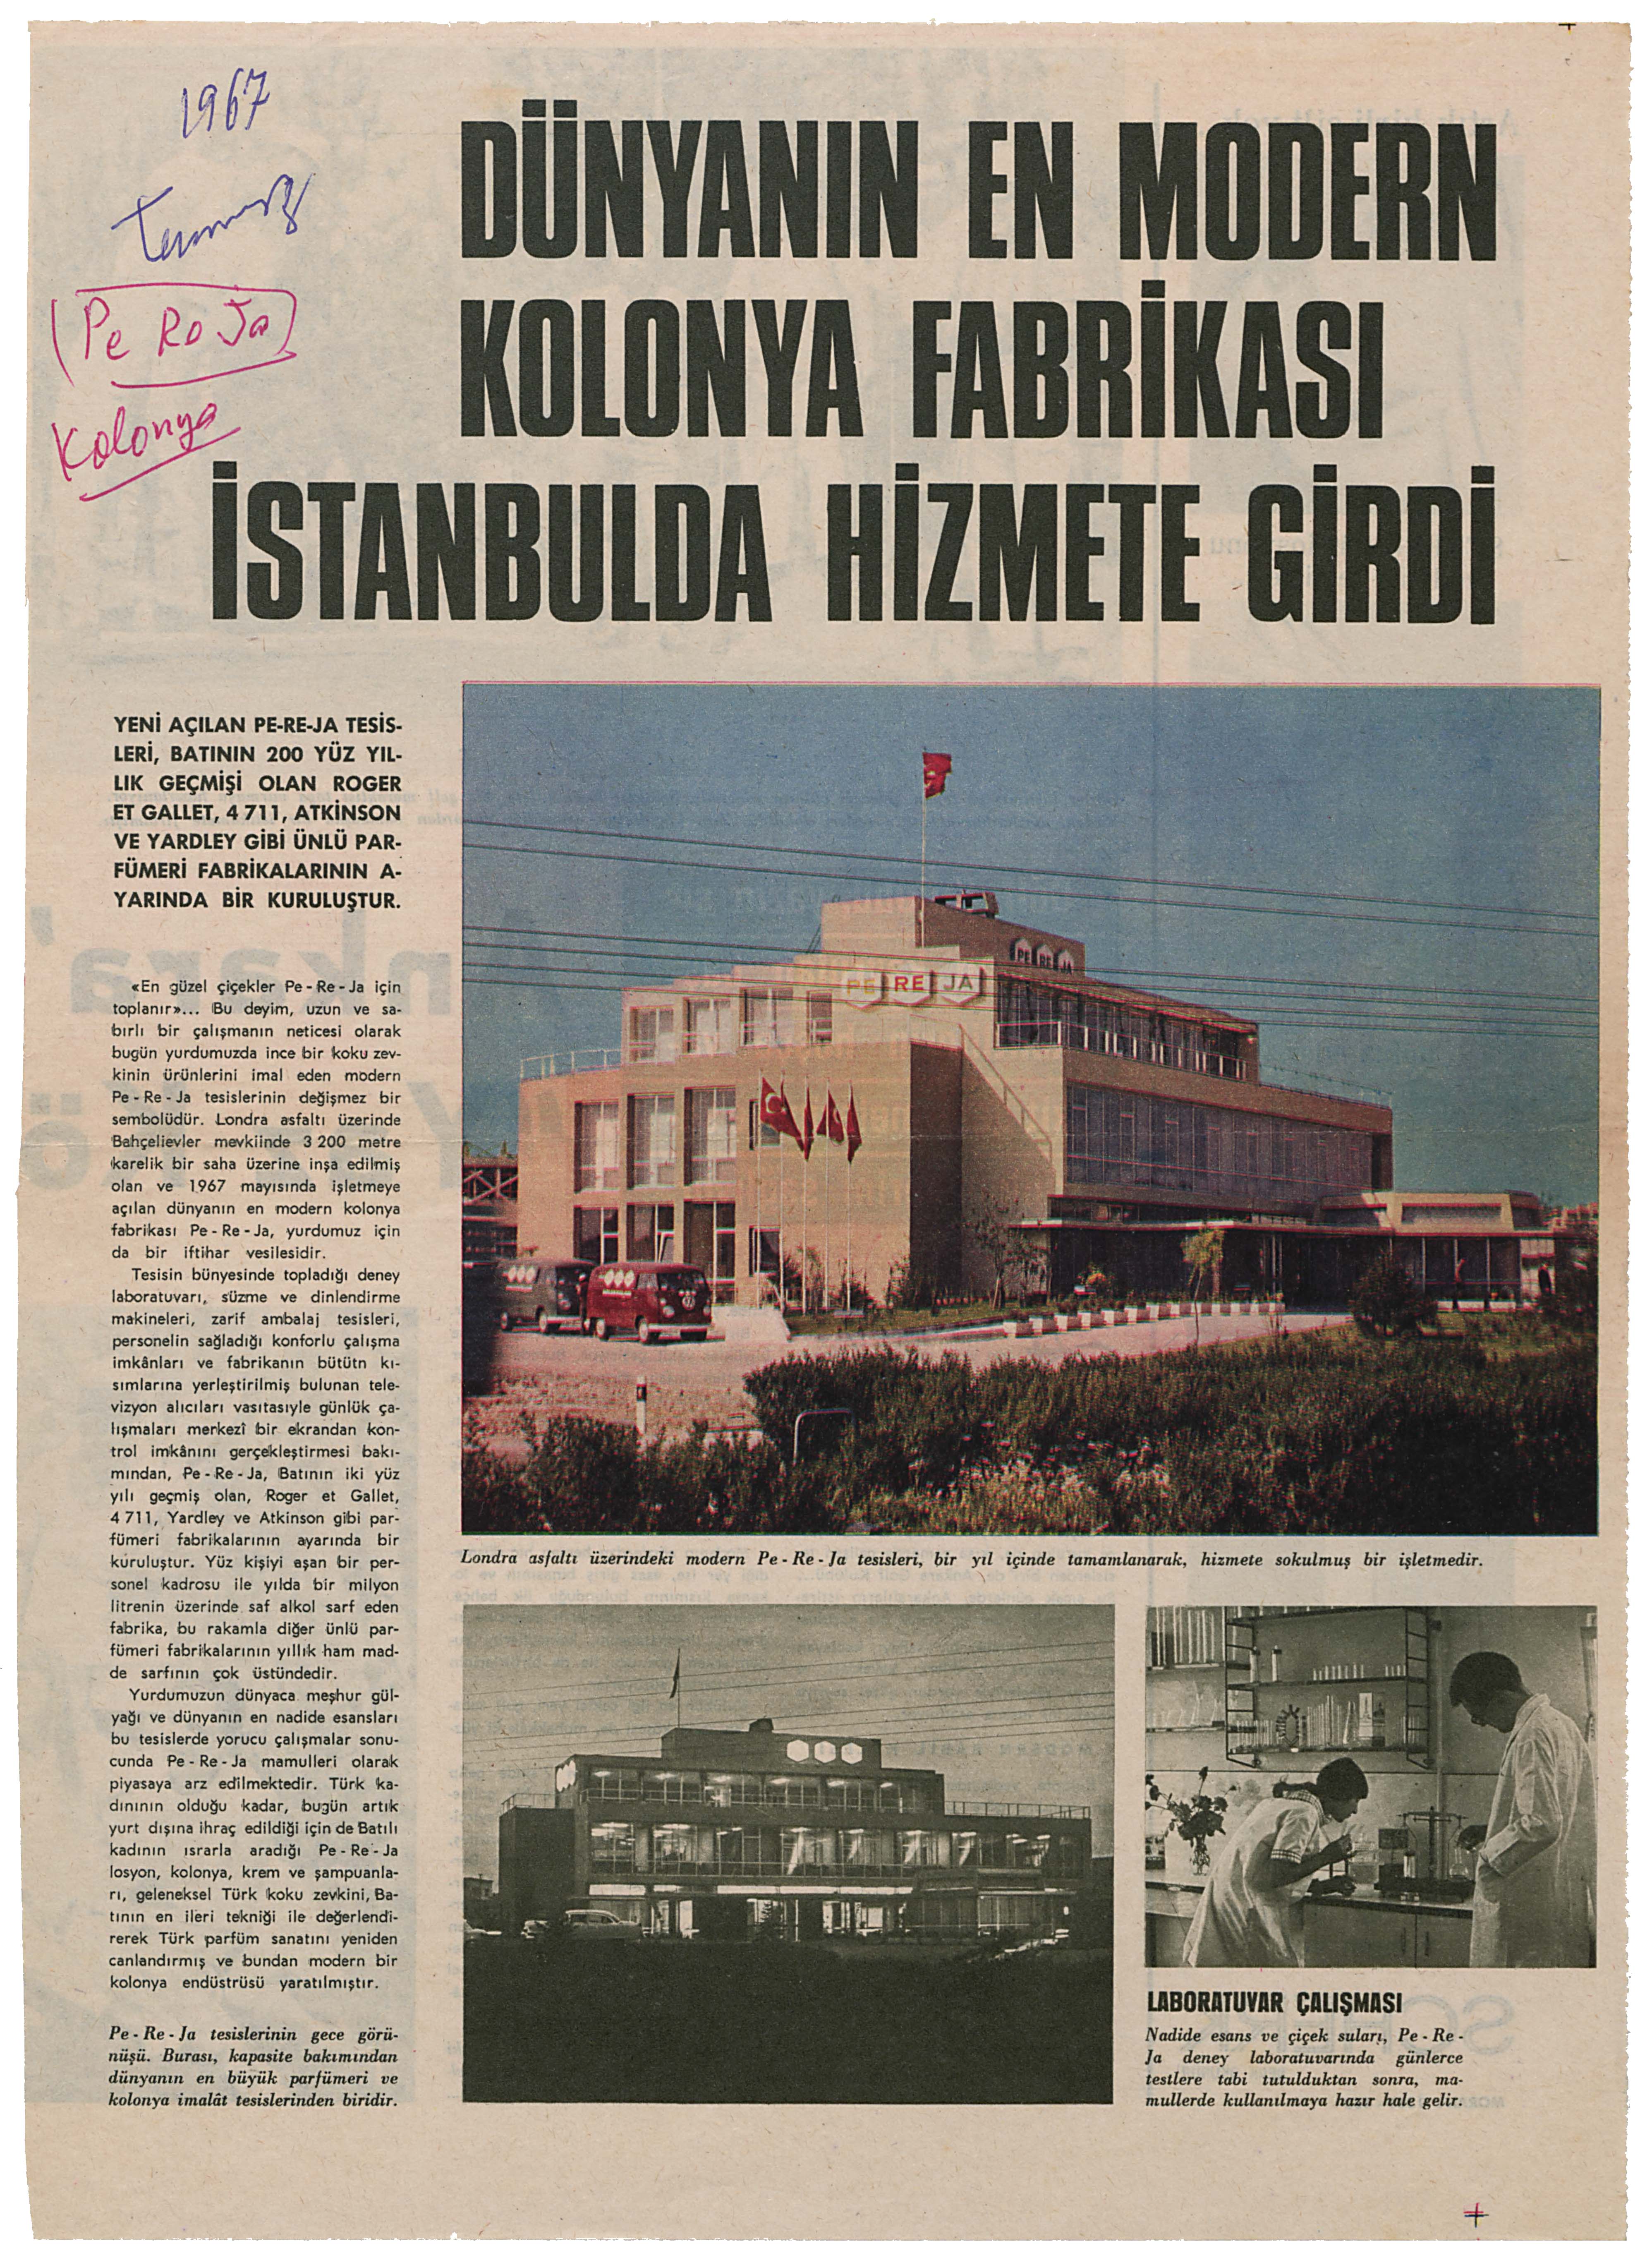 1967
Temmuz
Pe Re Ja
Kolonya
DÜNYANIN EN MODERN
KOLONYA FABRİKASI
İSTANBULDA HİZMETE GİRDİ
YENİ AÇILAN PE-RE-JA TESİS-
LERİ, BATININ 200 YÜZ YIL-
LIK GEÇMİŞİ OLAN ROGER
ET GALLET, 4 711, ATKİNSON
VE YARDLEY GİBİ ÜNLÜ PAR-
FÜMERİ FABRİKALARININ A-
YARINDA BİR KURULUŞTUR.
«En güzel çiçekler Pe - Re - Ja için
toplanır»... Bu deyim, uzun ve sa-
bırlı bir çalışmanın neticesi olarak
bugün yurdumuzda ince bir koku zev-
kinin ürünlerini imal eden modern
Pe - Re - Ja tesislerinin değişmez bir
sembolüdür. Londra asfaltı üzerinde
Bahçelievler mevkiinde 3 200 metre
karelik bir saha üzerine inşa edilmiş
olan ve 1967 mayısında işletmeye
açılan dünyanın en modern kolonya
fabrikası Pe - Re - Ja, yurdumuz için
da bir iftihar vesilesidir.
Tesisin bünyesinde topladığı deney
laboratuvarı, süzme ve dinlendirme
makineleri, zarif ambalaj tesisleri,
personelin sağladığı konforlu çalışma
imkânları ve fabrikanın bütütn kı-
sımlarına yerleştirilmiş bulunan tele-
vizyon alıcıları vasıtasıyle günlük ça-
lışmaları merkezî bir ekrandan kon-
trol imkânını gerçekleştirmesi bakı-
mından, Pe - Re - Ja, Batının iki yüz
yılı geçmiş olan, Roger et Gallet,
4 711, Yardley ve Atkinson gibi par-
fümeri fabrikalarının ayarında bir
kuruluştur. Yüz kişiyi aşan bir per-
sonel kadrosu ile yılda bir milyon
litrenin üzerinde saf alkol sarf eden
fabrika, bu rakamla diğer ünlü par-
fümeri fabrikalarının yıllık ham mad-
de sarfının çok üstündedir.
Yurdumuzun dünyaca meşhur gül-
yağı ve dünyanın en nadide esansları
bu tesislerde yorucu çalışmalar sonu-
cunda Pe - Re - Ja mamulleri olarak
piyasaya arz edilmektedir. Türk ka-
dınının olduğu kadar, bugün artık
yurt dışına ihraç edildiği için de Batılı
kadının ısrarla aradığı Pe - Re - Ja
losyon, kolonya, krem ve şampuanla-
rı, geleneksel Türk koku zevkini, Ba-
tının en ileri tekniği ile değerlendi-
rerek Türk parfüm sanatını yeniden
canlandırmış ve bundan modern bir
kolonya endüstrüsü yaratılmıştır.
Pe - Re - Ja tesislerinin gece görü-
nüşü. Burası, kapasite bakımından
dünyanın en büyük parfümeri ve
kolonya imalât tesislerinden biridir.
PE RE JA
PE RE JA
Londra asfaltı üzerindeki modern Pe - Re - Ja tesisleri, bir yıl içinde tamamlanarak, hizmete sokulmuş bir işletmedir.
LABORATUVAR ÇALIŞMASI
Nadide esans ve çiçek suları, Pe - Re -
Ja deney laboratuvarında günlerce
testlere tabi tutulduktan sonra, ma-
mullerde kullanılmaya hazır hale gelir.